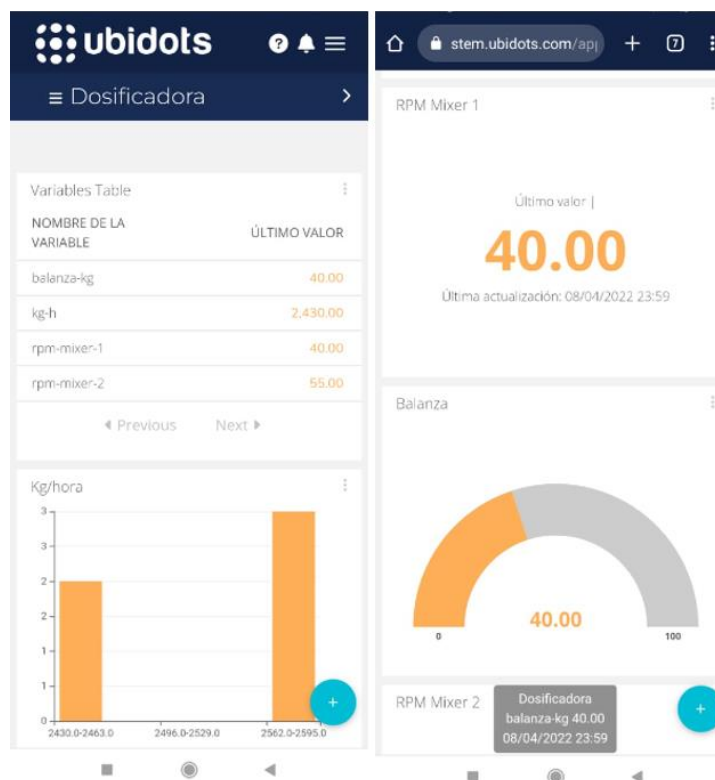 ubidots
Dosificadora
Variables Table
NOMBRE DE LA
VARIABLE
ÚLTIMO VALOR
balanza-kg 40.00
kg-h 2,430.00
rpm-mixer-1 40.00
rpm-mixer-2 55.00
Previous Next
Kg/hora
3
3
2
2
1
1
0
2430.0-2463.0 2496.0-2529.0 2562.0-2595.0
+
stem.ubidots.com/ap
+ 7
RPM Mixer 1
Último valor |
40.00
Última actualización: 08/04/2022 23:59
Balanza
40.00
0 100
RPM Mixer 2
Dosificadora
balanza-kg 40.00
08/04/2022 23:59
+